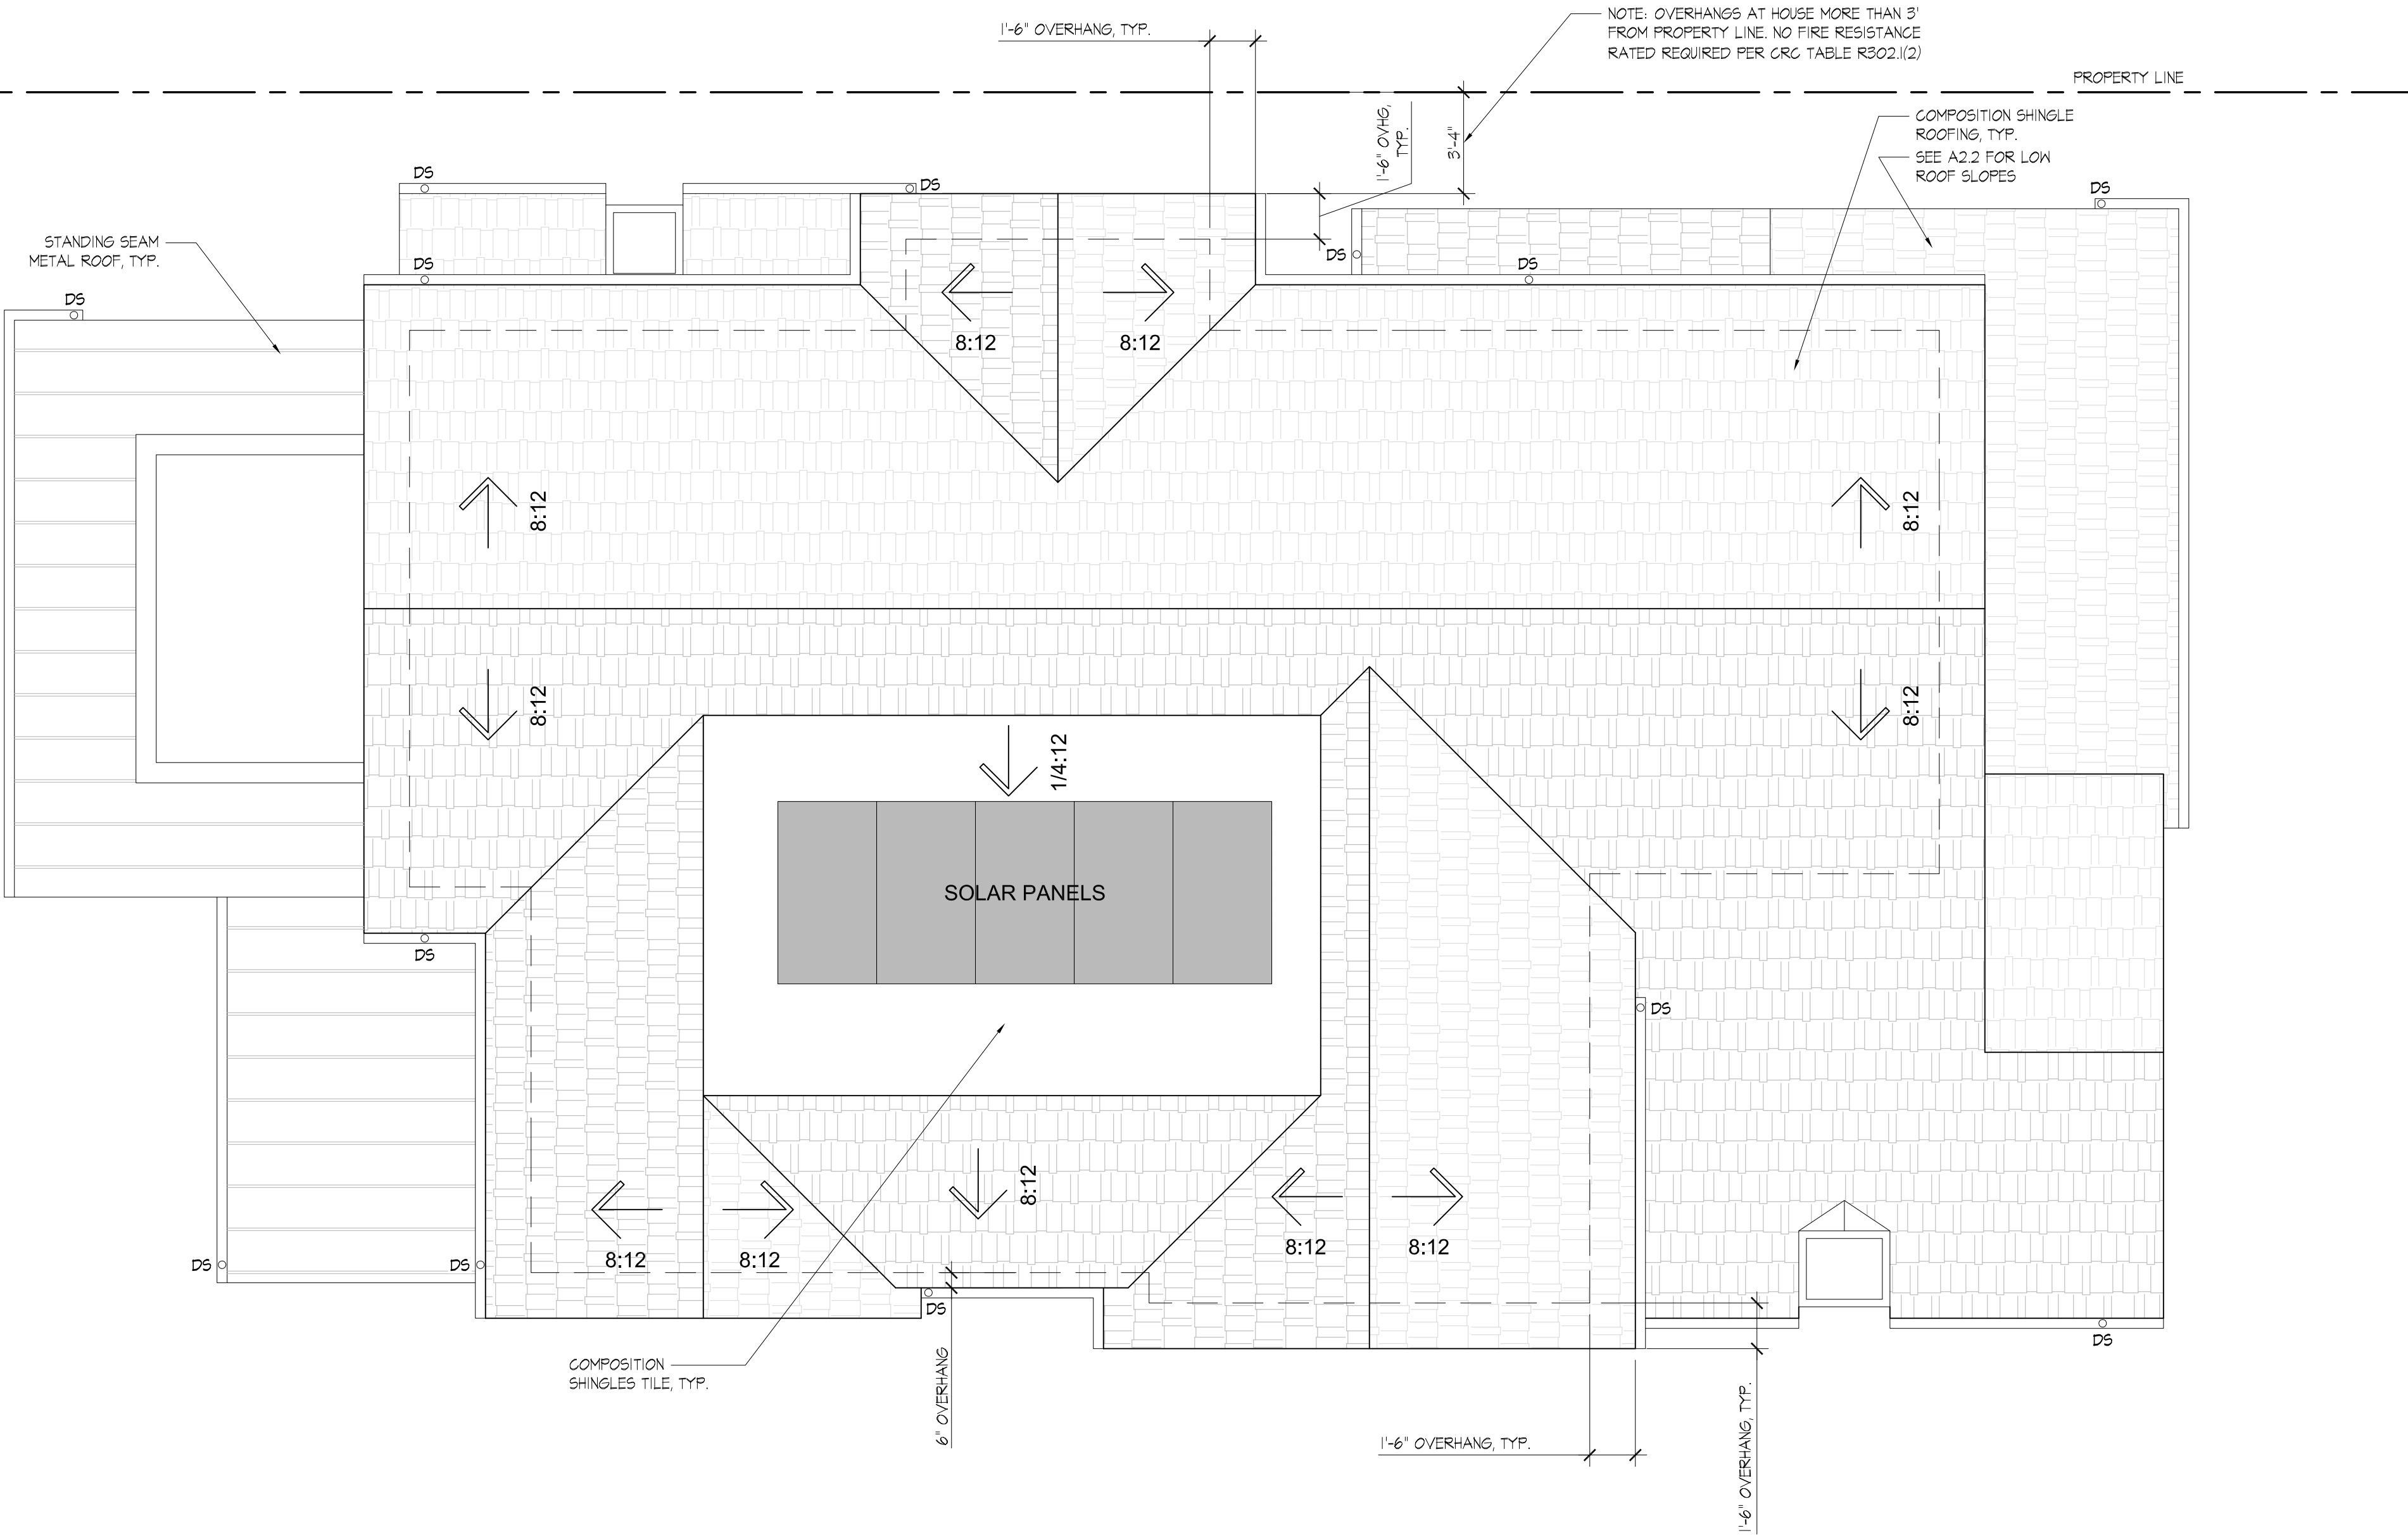 1'-6" OVERHANG, TYP.
NOTE: OVERHANGS AT HOUSE MORE THAN 3'
FROM PROPERTY LINE. NO FIRE RESISTANCE
RATED REQUIRED PER CRC TABLE R302.1(2)
PROPERTY LINE
1'-6" OVHG,
TYP.
3'-4"
COMPOSITION SHINGLE
ROOFING, TYP.
SEE A2.2 FOR LOW
ROOF SLOPES
DS
DS
DS
STANDING SEAM
METAL ROOF, TYP.
DS
DS
DS
DS
8:12
8:12
8:12
8:12
8:12
8:12
1/4:12
SOLAR PANELS
DS
DS
8:12
8:12
8:12
8:12
8:12
DS
DS
DS
DS
COMPOSITION
SHINGLES TILE, TYP.
6" OVERHANG
1'-6" OVERHANG, TYP.
1'-6" OVERHANG, TYP.